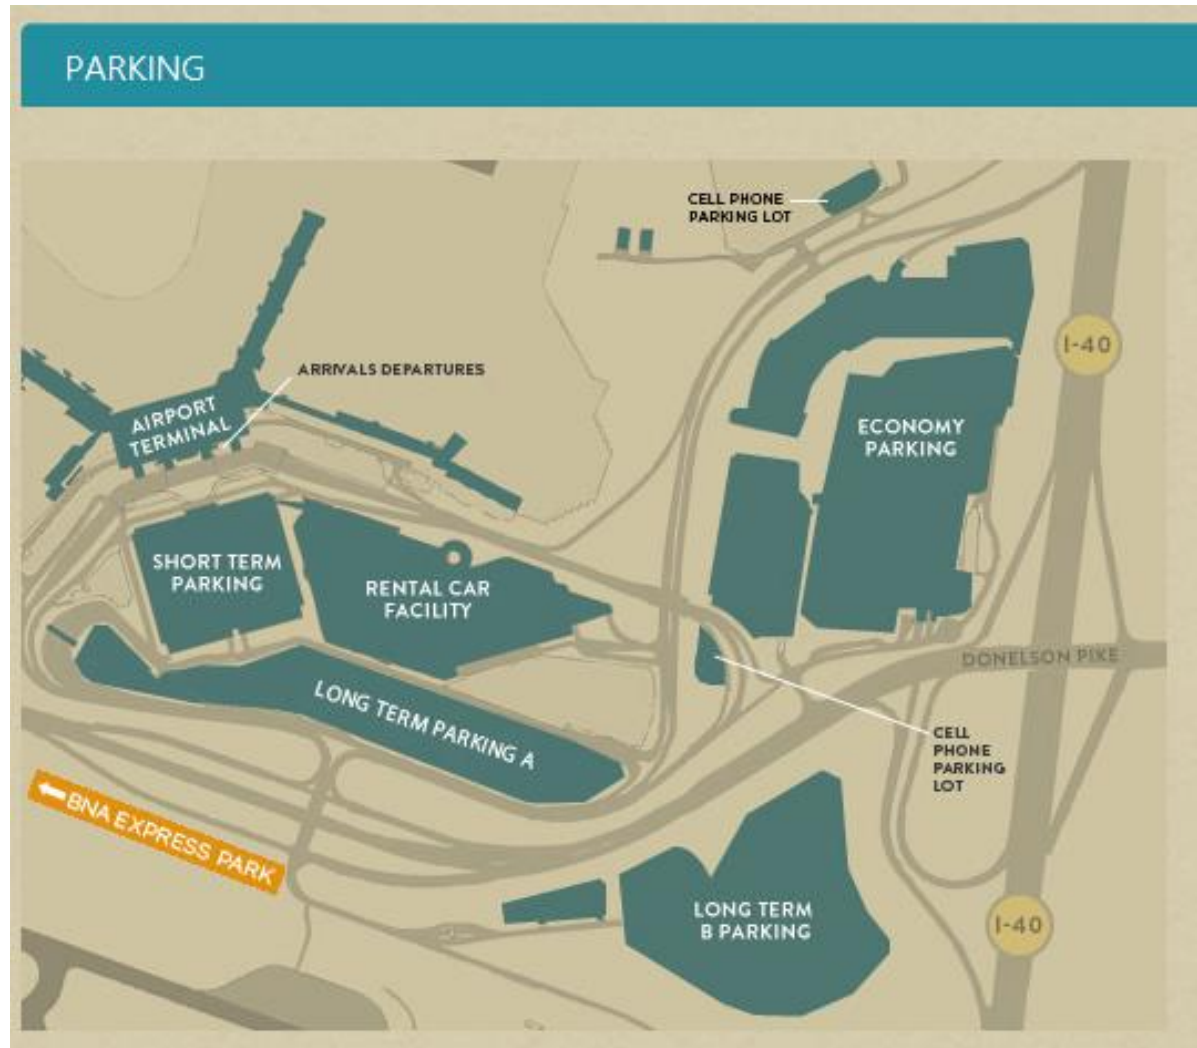 PARKING
CELL PHONE
PARKING LOT
I-40
ARRIVALS DEPARTURES
AIRPORT
TERMINAL
ECONOMY
PARKING
SHORT TERM
PARKING
RENTAL CAR
FACILITY
DONELSON PIKE
LONG TERM PARKING A
CELL
PHONE
PARKING
LOT
BNA EXPRESS PARK
LONG TERM
B PARKING
I-40